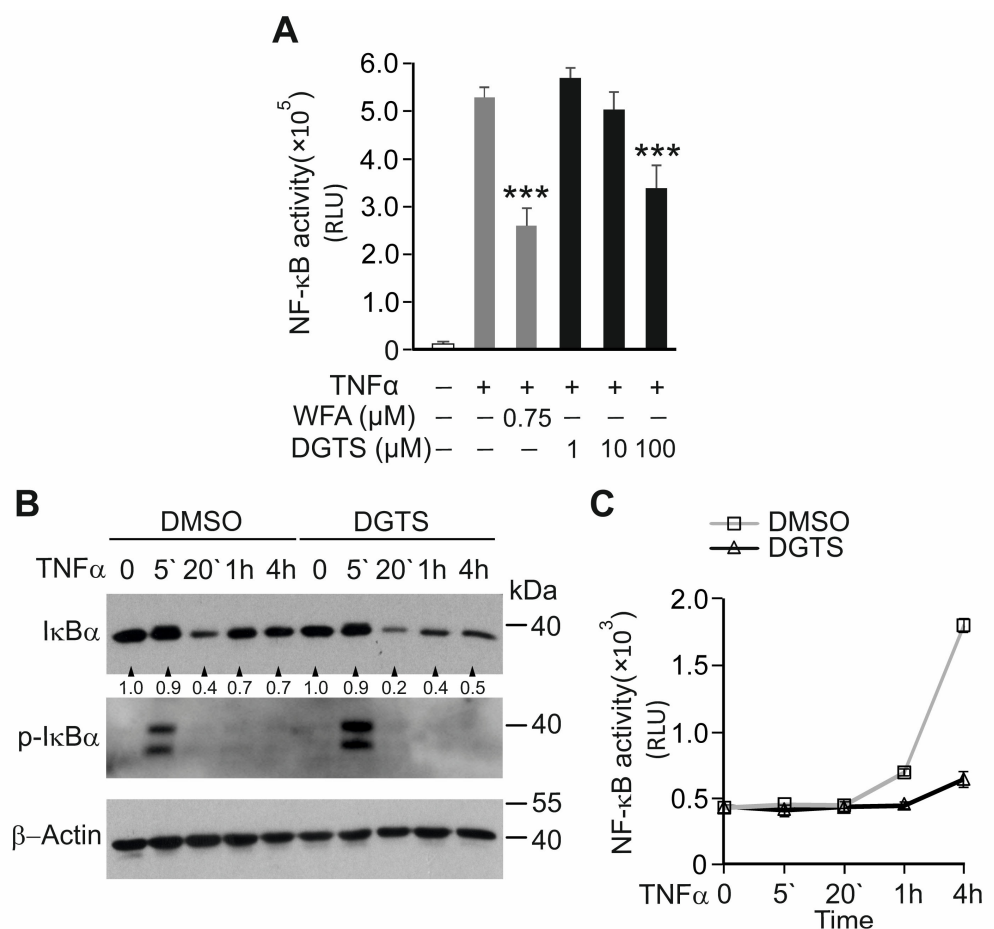 A
NF-κB activity(×10⁵)
(RLU)
6.0
5.0
4.0
3.0
2.0
1.0
0
***
***
TNFα – + + + + +
WFA (μM) – – 0.75 – – –
DGTS (μM) – – – 1 10 100
B
DMSO DGTS
TNFα 0 5` 20` 1h 4h 0 5` 20` 1h 4h
kDa
IκBα 40
1.0 0.9 0.4 0.7 0.7 1.0 0.9 0.2 0.4 0.5
p-IκBα 40
55
β–Actin 40
C
DMSO
DGTS
NF-κB activity(×10³)
(RLU)
2.0
1.5
1.0
0.5
0
TNFα 0 5` 20` 1h 4h
Time